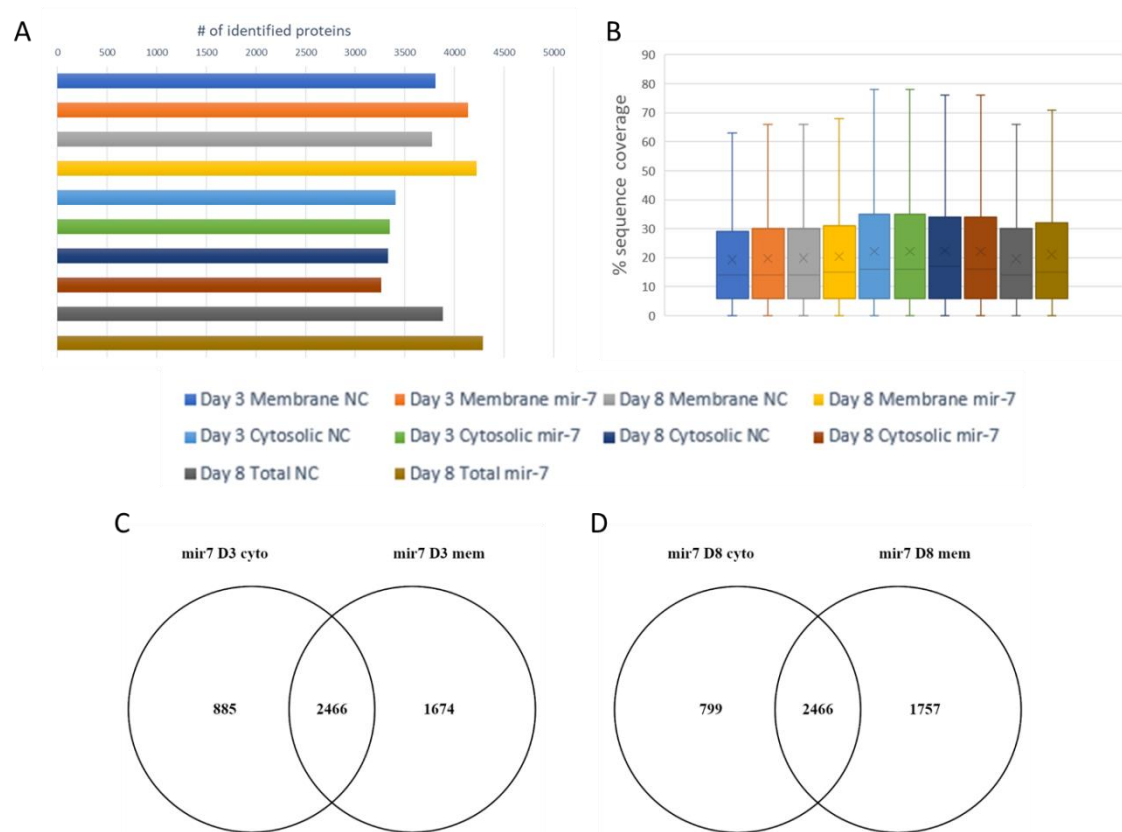 A
# of identified proteins
0 500 1000 1500 2000 2500 3000 3500 4000 4500 5000
B
% sequence coverage
90
80
70
60
50
40
30
20
10
0
Day 3 Membrane NC Day 3 Membrane mir-7 Day 8 Membrane NC Day 8 Membrane mir-7
Day 3 Cytosolic NC Day 3 Cytosolic mir-7 Day 8 Cytosolic NC Day 8 Cytosolic mir-7
Day 8 Total NC Day 8 Total mir-7
C
mir7 D3 cyto mir7 D3 mem
885 2466 1674
D
mir7 D8 cyto mir7 D8 mem
799 2466 1757